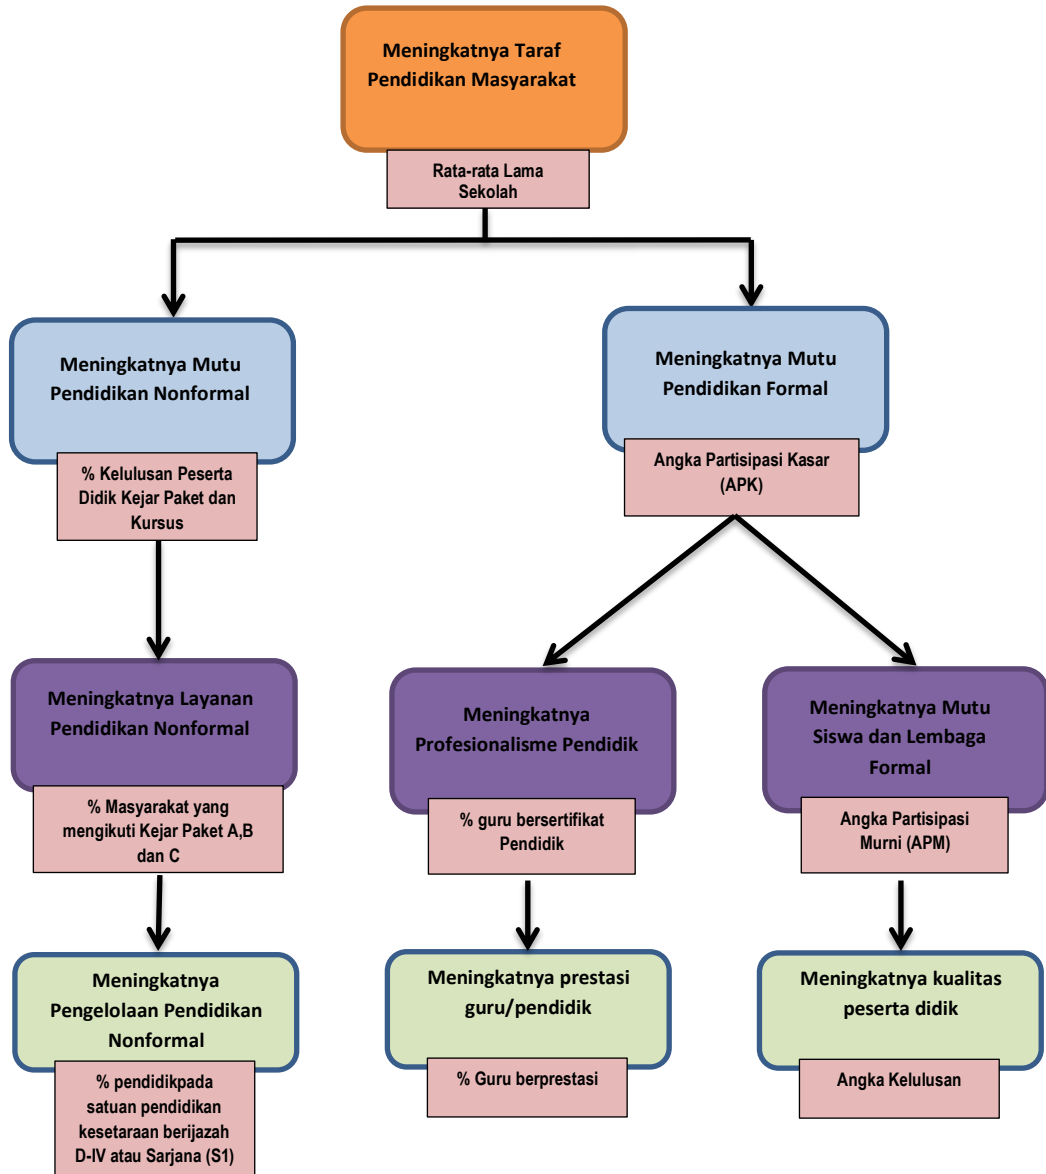 Meningkatnya Taraf
Pendidikan Masyarakat
Rata-rata Lama
Sekolah
Meningkatnya Mutu
Pendidikan Nonformal
% Kelulusan Peserta
Didik Kejar Paket dan
Kursus
Meningkatnya Mutu
Pendidikan Formal
Angka Partisipasi Kasar
(APK)
Meningkatnya Layanan
Pendidikan Nonformal
% Masyarakat yang
mengikuti Kejar Paket A,B
dan C
Meningkatnya
Profesionalisme Pendidik
% guru bersertifikat
Pendidik
Meningkatnya Mutu
Siswa dan Lembaga
Formal
Angka Partisipasi
Murni (APM)
Meningkatnya
Pengelolaan Pendidikan
Nonformal
% pendidikpada
satuan pendidikan
kesetaraan berijazah
D-IV atau Sarjana (S1)
Meningkatnya prestasi
guru/pendidik
% Guru berprestasi
Meningkatnya kualitas
peserta didik
Angka Kelulusan